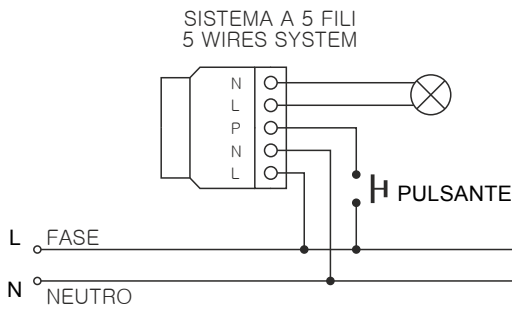 SISTEMA A 5 FILI
5 WIRES SYSTEM
N
L
P
N
L
PULSANTE
L FASE
N NEUTRO